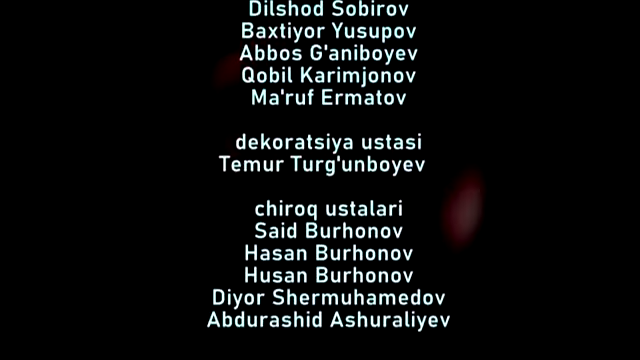 Dilshod Sobirov
Baxtiyor Yusupov
Abbos G'aniboyev
Qobil Karimjonov
Ma'ruf Ermatov
dekoratsiya ustasi
Temur Turg'unboyev
chiroq ustalari
Said Burhonov
Hasan Burhonov
Husan Burhonov
Diyor Shermuhamedov
Abdurashid Ashuraliyev